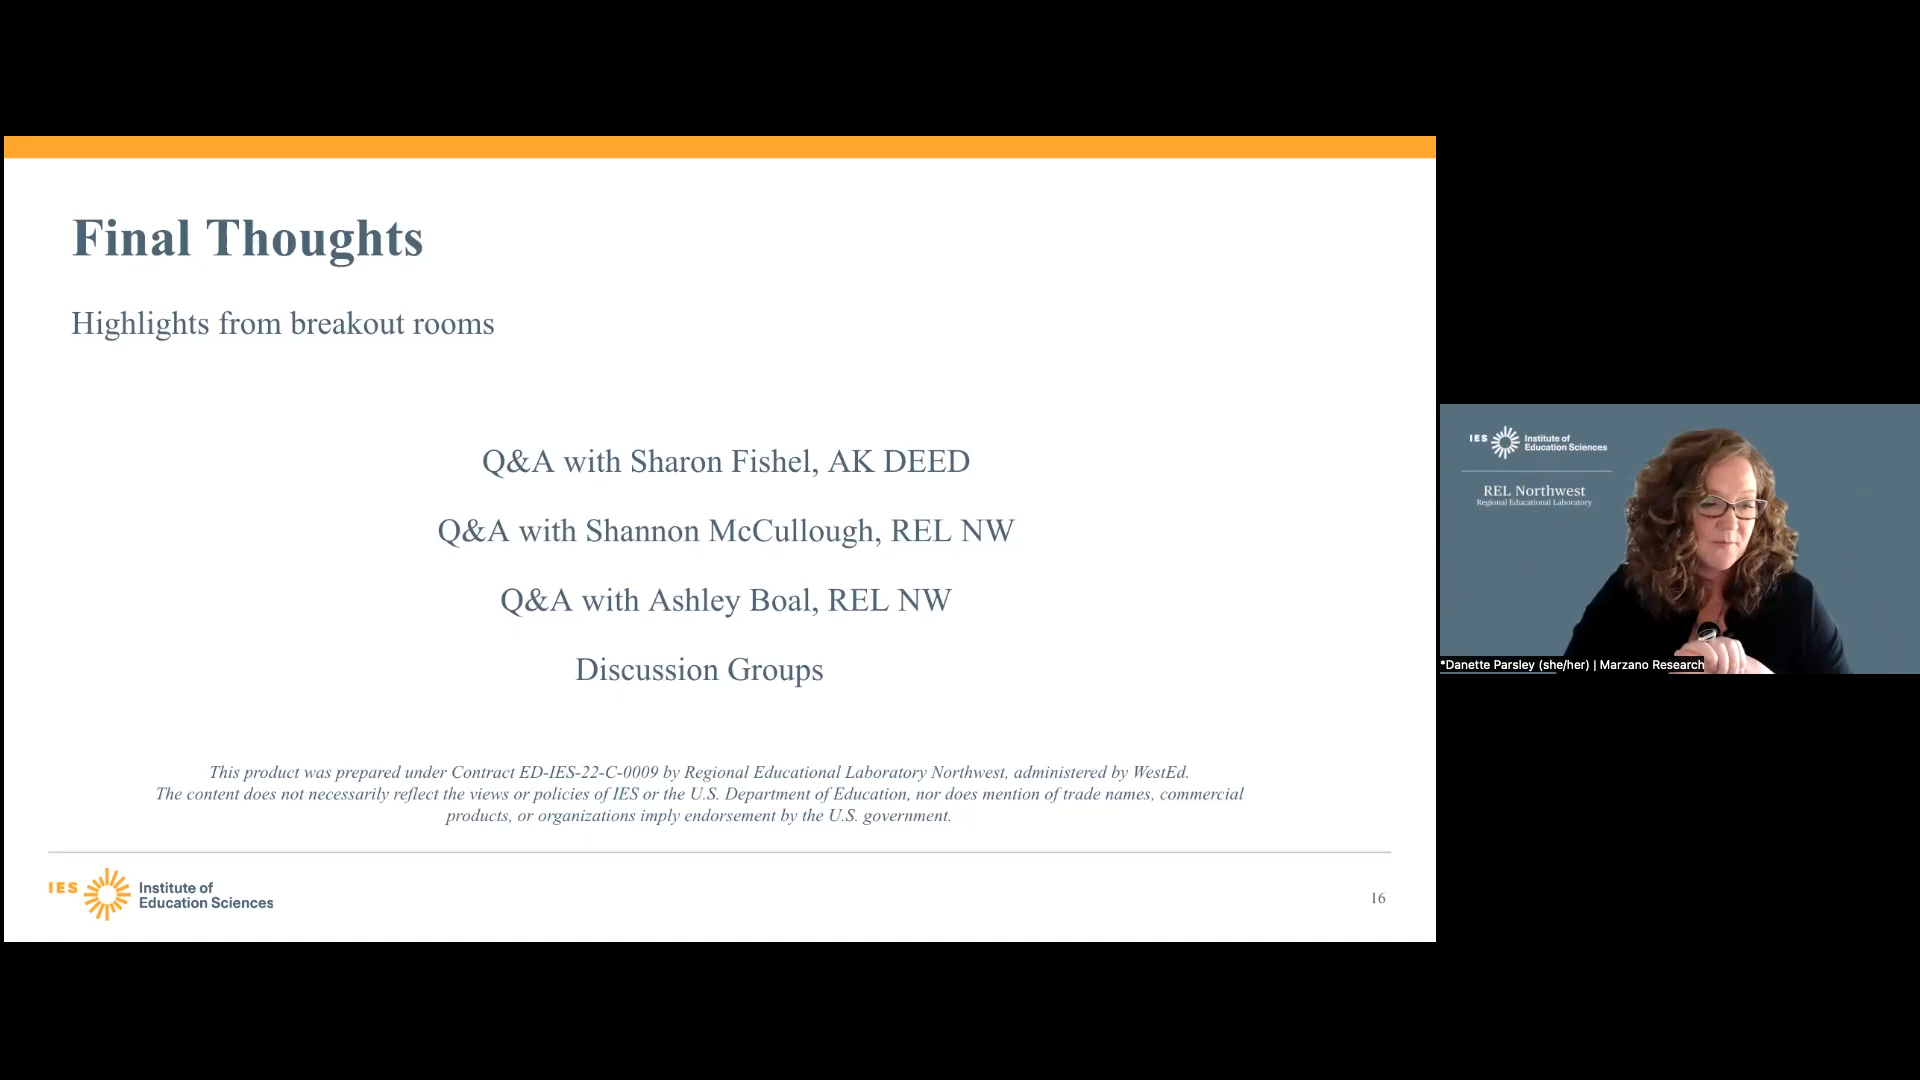 Final Thoughts
Highlights from breakout rooms
Q&A with Sharon Fishel, AK DEED
Q&A with Shannon McCullough, REL NW
Q&A with Ashley Boal, REL NW
Discussion Groups
This product was prepared under Contract ED-IES-22-C-0009 by Regional Educational Laboratory Northwest, administered by WestEd.
The content does not necessarily reflect the views or policies of IES or the U.S. Department of Education, nor does mention of trade names, commercial
products, or organizations imply endorsement by the U.S. government.
IES Institute of
Education Sciences
16
IES Institute of
Education Sciences
REL Northwest
Regional Educational Laboratory
*Danette Parsley (she/her) | Marzano Research